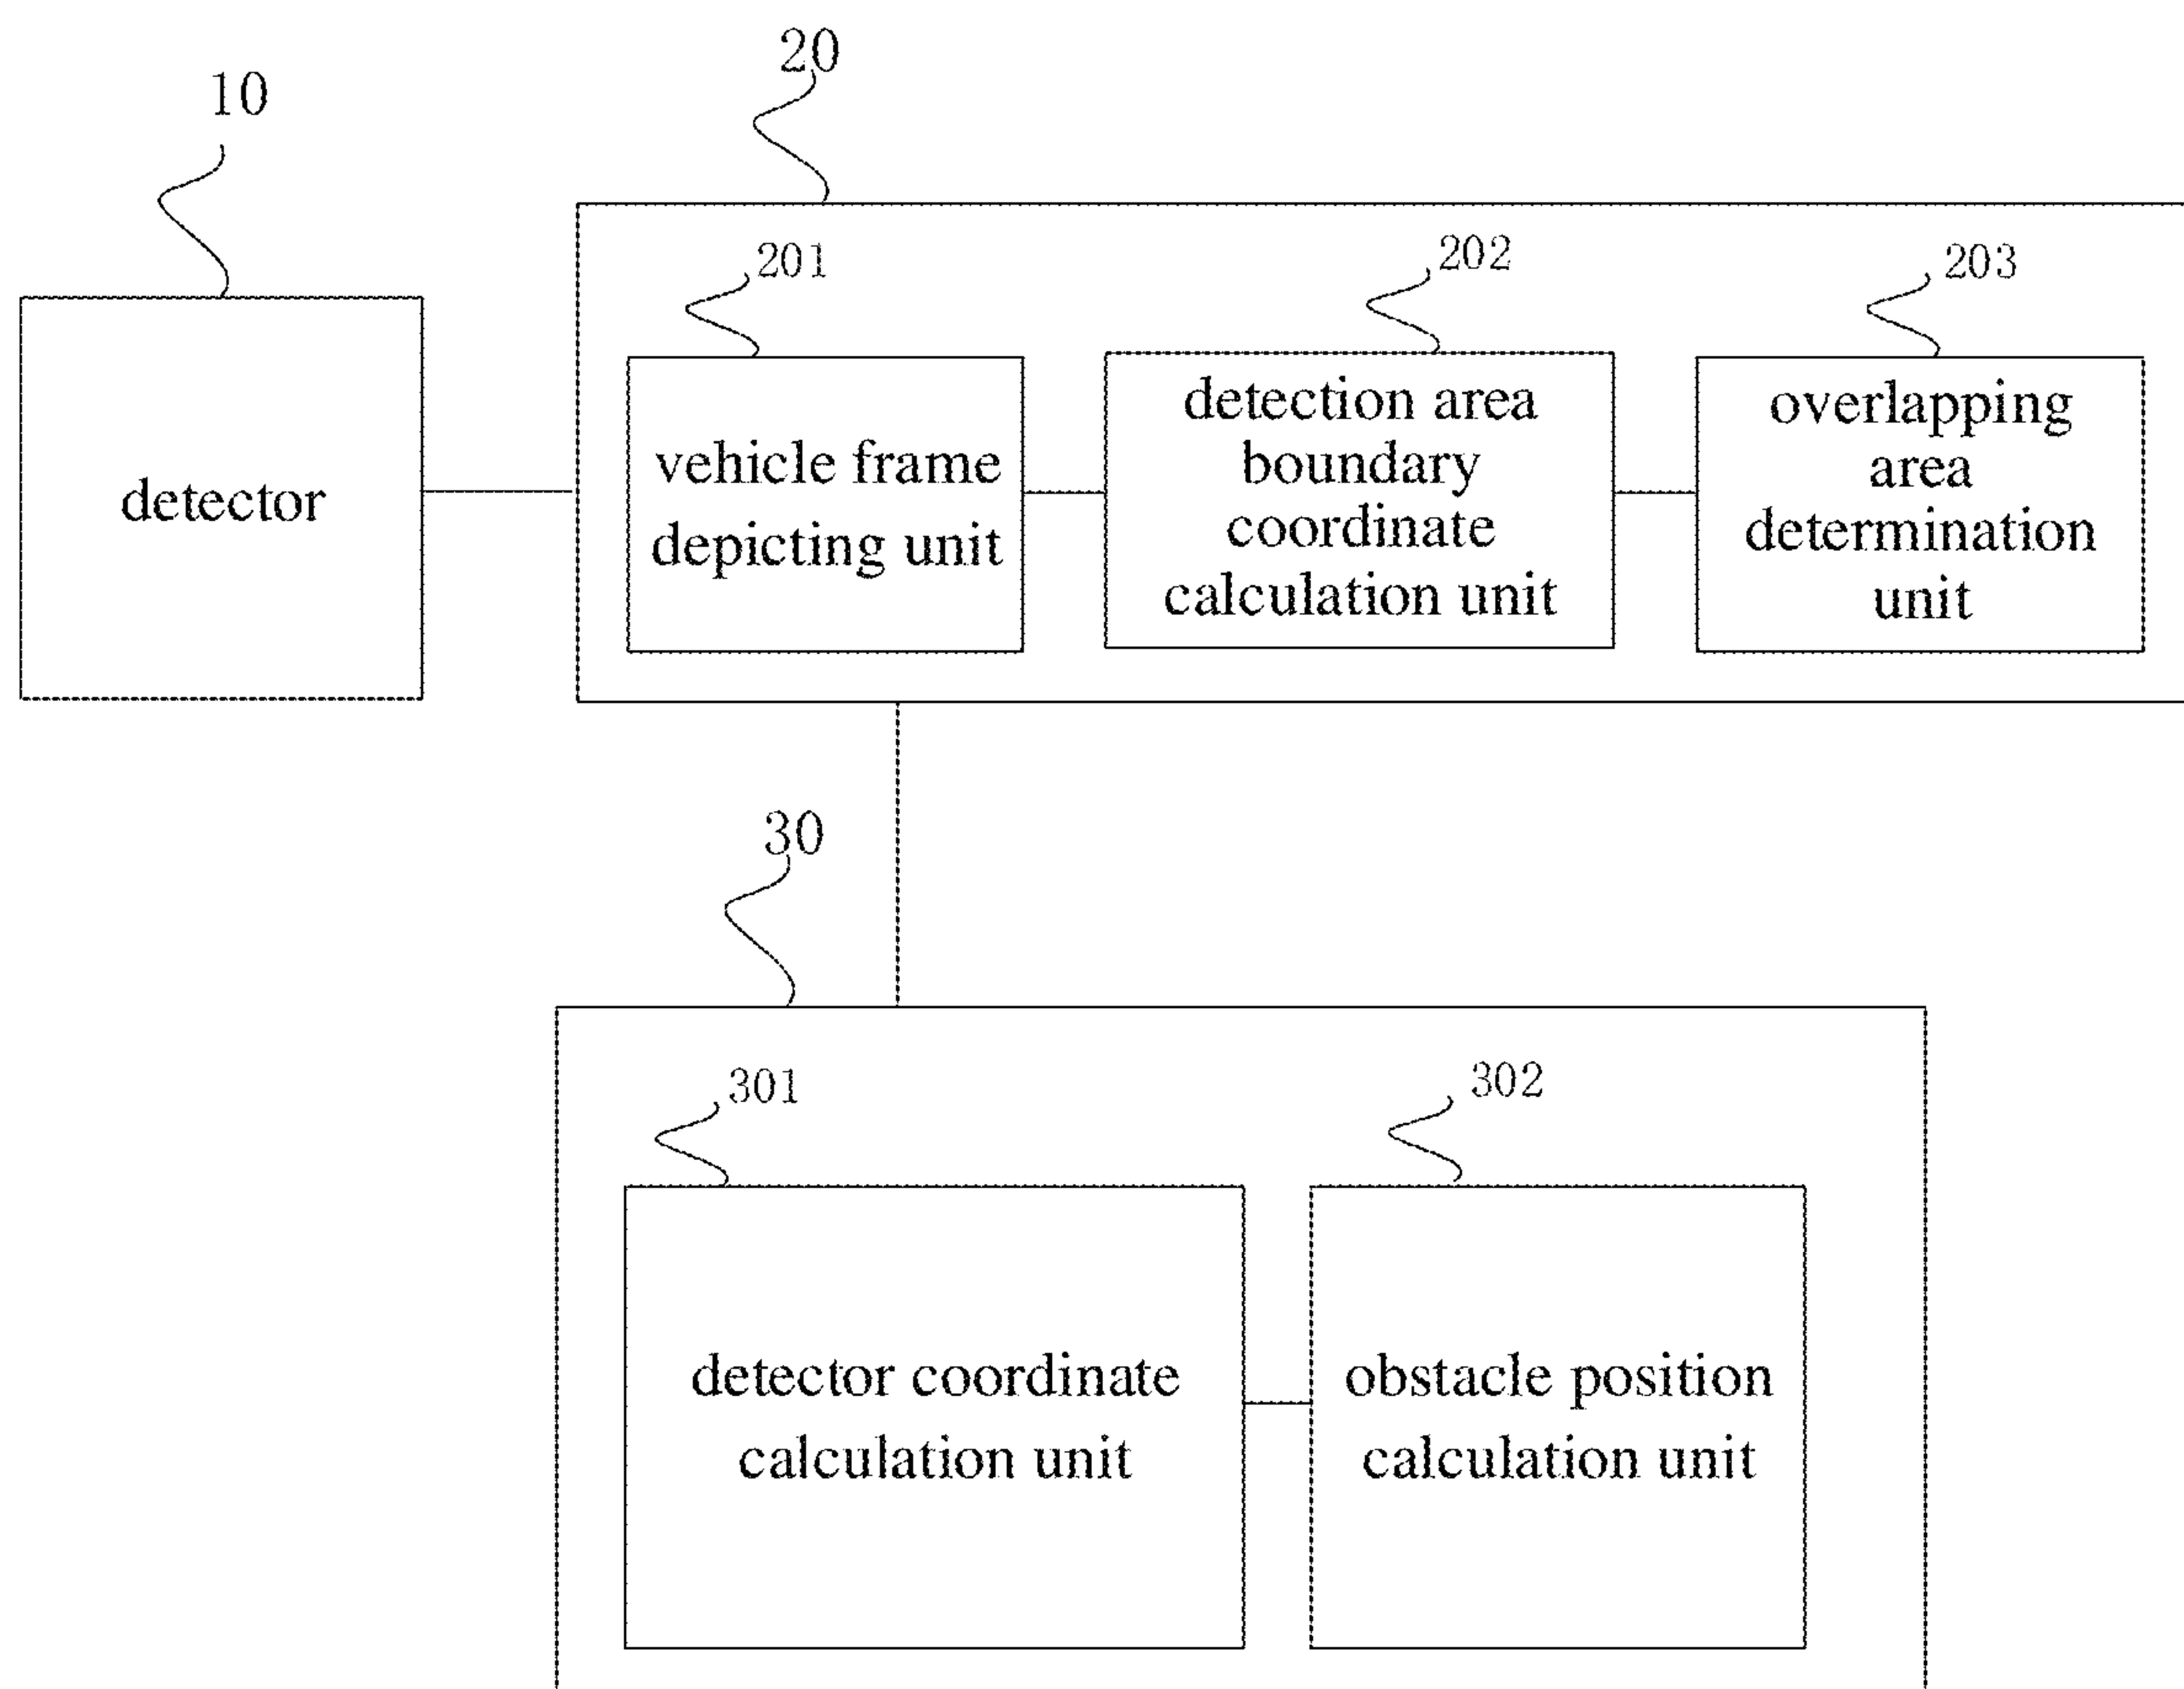 20
10
201
202
203
detector
vehicle frame
depicting unit
detection area
boundary
coordinate
calculation unit
overlapping
area
determination
unit
30
301
302
detector coordinate
calculation unit
obstacle position
calculation unit